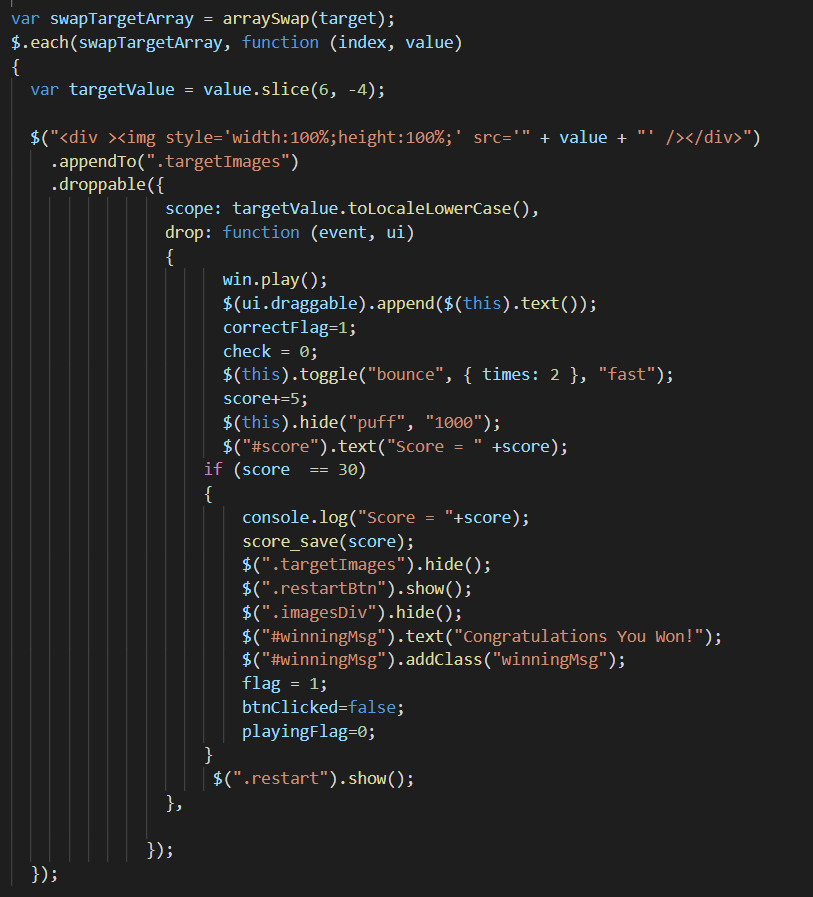 var swapTargetArray = arraySwap(target);
$.each(swapTargetArray, function (index, value)
{
var targetValue = value.slice(6, -4);
$("<div ><img style='width:100%;height:100%;' src='" + value + "' /></div>")
.appendTo(".targetImages")
.droppable({
scope: targetValue.toLocaleLowerCase(),
drop: function (event, ui)
{
win.play();
$(ui.draggable).append($(this).text());
correctFlag=1;
check = 0;
$(this).toggle("bounce", { times: 2 }, "fast");
score+=5;
$(this).hide("puff", "1000");
$("#score").text("Score = " +score);
if (score  == 30)
{
console.log("Score = "+score);
score_save(score);
$(".targetImages").hide();
$(".restartBtn").show();
$(".imagesDiv").hide();
$("#winningMsg").text("Congratulations You Won!");
$("#winningMsg").addClass("winningMsg");
flag = 1;
btnClicked=false;
playingFlag=0;
}
$(".restart").show();
},
});
});